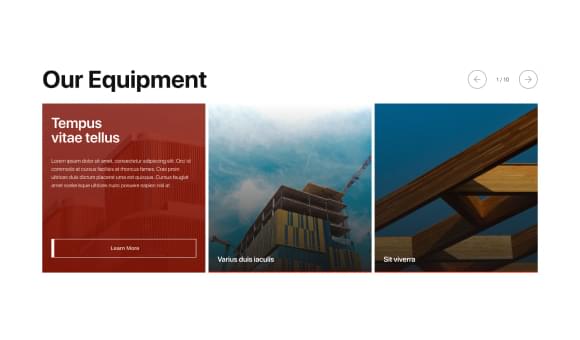 Our Equipment
1 / 10
Tempus
vitae tellus
Lorem ipsum dolor sit amet, consectetur adipiscing elit. Orci id
commodo at cursus facilisis at rhoncus fames. Cras proin
ultrices duis dictum placerat urna est quisque. Cursus feugiat
amet scelerisque ultrices nunc posuere sapien nisl at
Learn More
Varius duis iaculis
Sit viverra